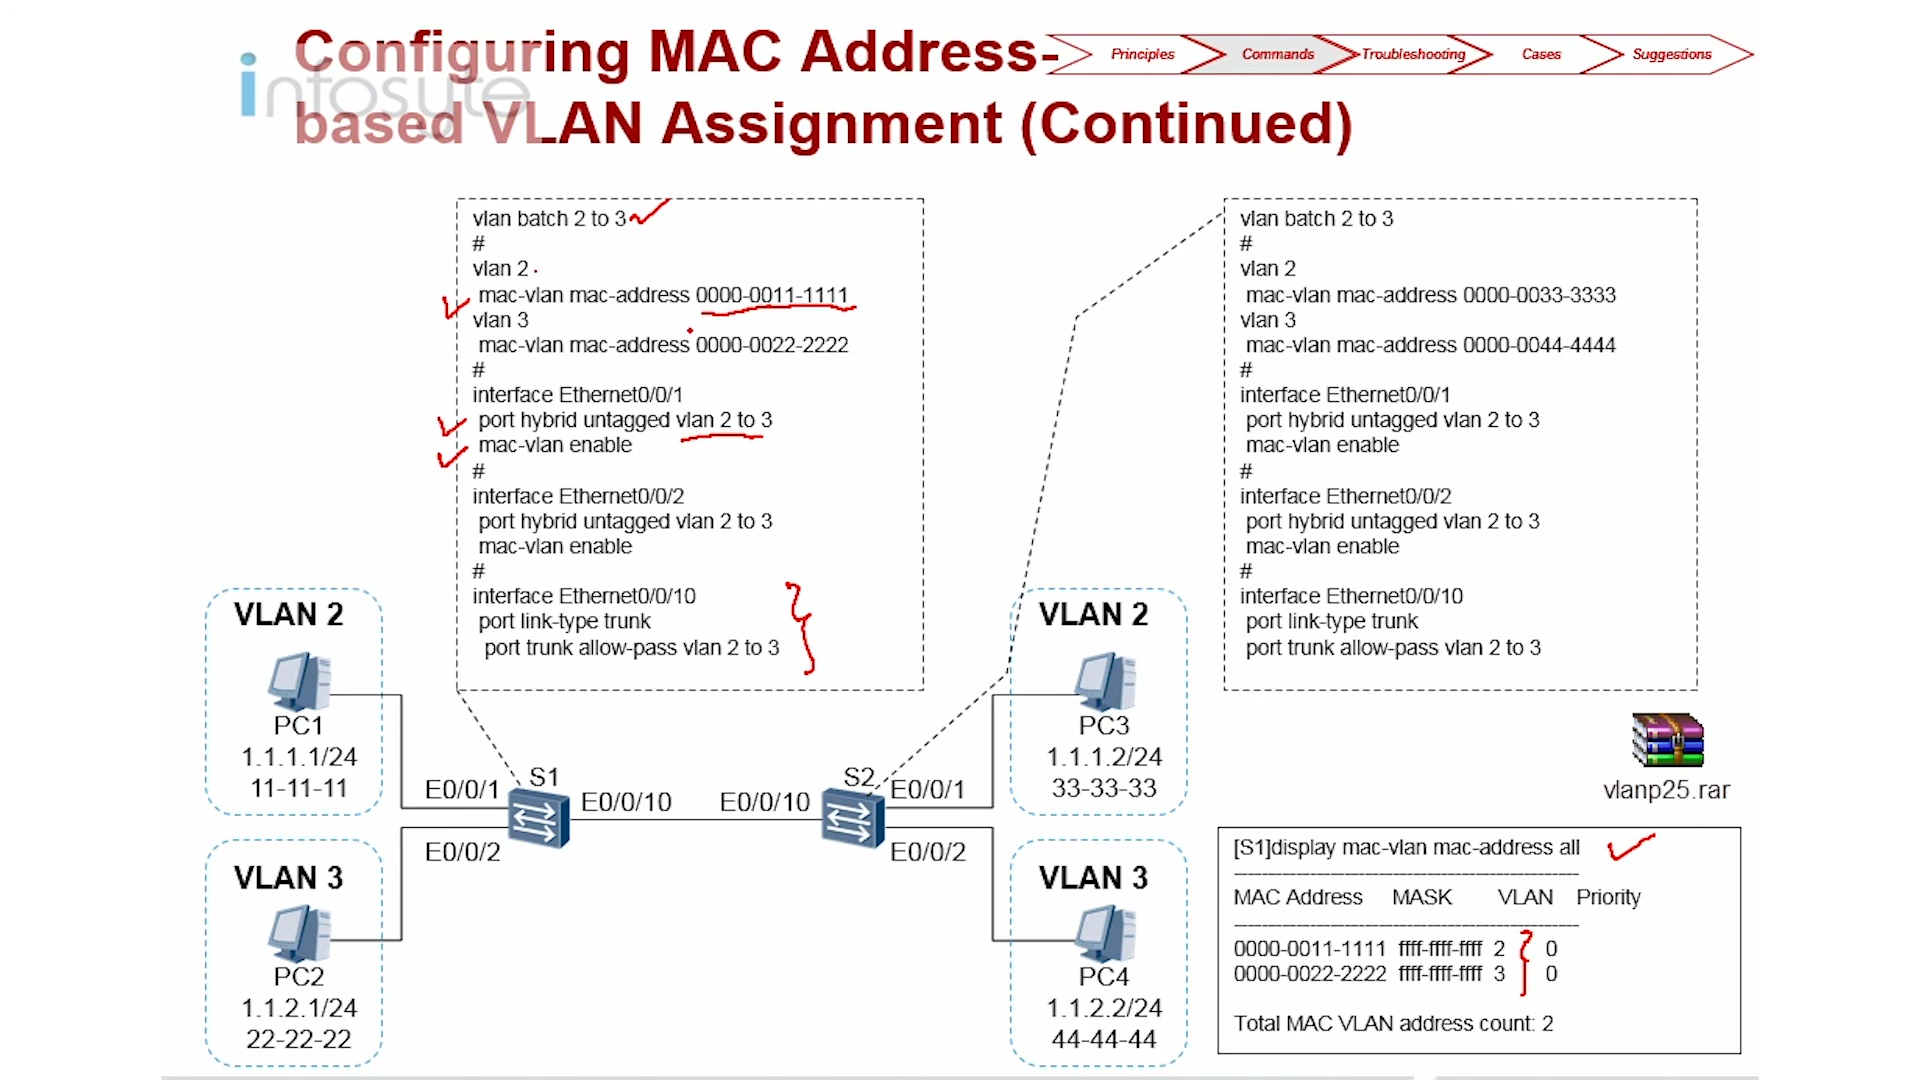 Configuring MAC Address-
based VLAN Assignment (Continued)
infosyte
Principles
Commands
Troubleshooting
Cases
Suggestions
vlan batch 2 to 3
#
vlan 2
mac-vlan mac-address 0000-0011-1111
vlan 3
mac-vlan mac-address 0000-0022-2222
#
interface Ethernet0/0/1
port hybrid untagged vlan 2 to 3
mac-vlan enable
#
interface Ethernet0/0/2
port hybrid untagged vlan 2 to 3
mac-vlan enable
#
interface Ethernet0/0/10
port link-type trunk
port trunk allow-pass vlan 2 to 3
vlan batch 2 to 3
#
vlan 2
mac-vlan mac-address 0000-0033-3333
vlan 3
mac-vlan mac-address 0000-0044-4444
#
interface Ethernet0/0/1
port hybrid untagged vlan 2 to 3
mac-vlan enable
#
interface Ethernet0/0/2
port hybrid untagged vlan 2 to 3
mac-vlan enable
#
interface Ethernet0/0/10
port link-type trunk
port trunk allow-pass vlan 2 to 3
VLAN 2
PC1
1.1.1.1/24
11-11-11
VLAN 3
PC2
1.1.2.1/24
22-22-22
E0/0/1
S1
E0/0/10
E0/0/2
E0/0/10
S2
E0/0/1
E0/0/2
VLAN 2
PC3
1.1.1.2/24
33-33-33
VLAN 3
PC4
1.1.2.2/24
44-44-44
vlanp25.rar
[S1]display mac-vlan mac-address all
MAC Address MASK VLAN Priority
0000-0011-1111 ffff-ffff-ffff 2 0
0000-0022-2222 ffff-ffff-ffff 3 0
Total MAC VLAN address count: 2